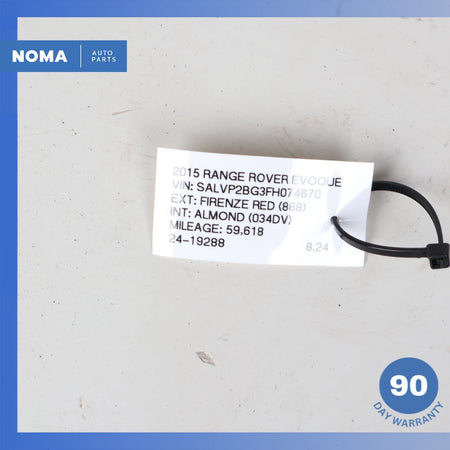 NOMA AUTO PARTS
2015 RANGE ROVER EVOQUE
VIN: SALVP2BG3FH074670
EXT: FIRENZE RED (868)
INT: ALMOND (034DV)
MILEAGE: 59,618
24-19288 8.24
90
DAY WARRANTY